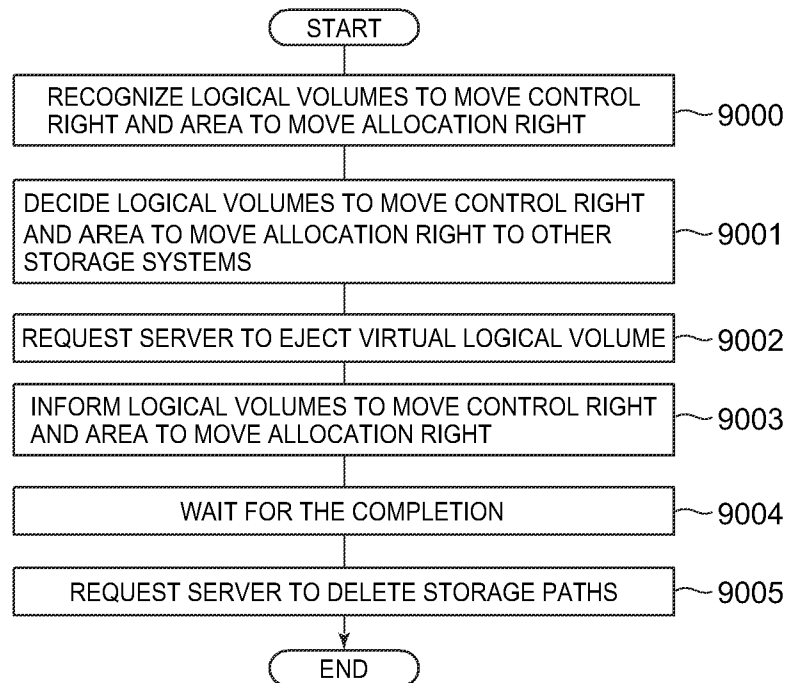 START
RECOGNIZE LOGICAL VOLUMES TO MOVE CONTROL
RIGHT AND AREA TO MOVE ALLOCATION RIGHT
9000
DECIDE LOGICAL VOLUMES TO MOVE CONTROL RIGHT
AND AREA TO MOVE ALLOCATION RIGHT TO OTHER
STORAGE SYSTEMS
9001
REQUEST SERVER TO EJECT VIRTUAL LOGICAL VOLUME
9002
INFORM LOGICAL VOLUMES TO MOVE CONTROL RIGHT
AND AREA TO MOVE ALLOCATION RIGHT
9003
WAIT FOR THE COMPLETION
9004
REQUEST SERVER TO DELETE STORAGE PATHS
9005
END